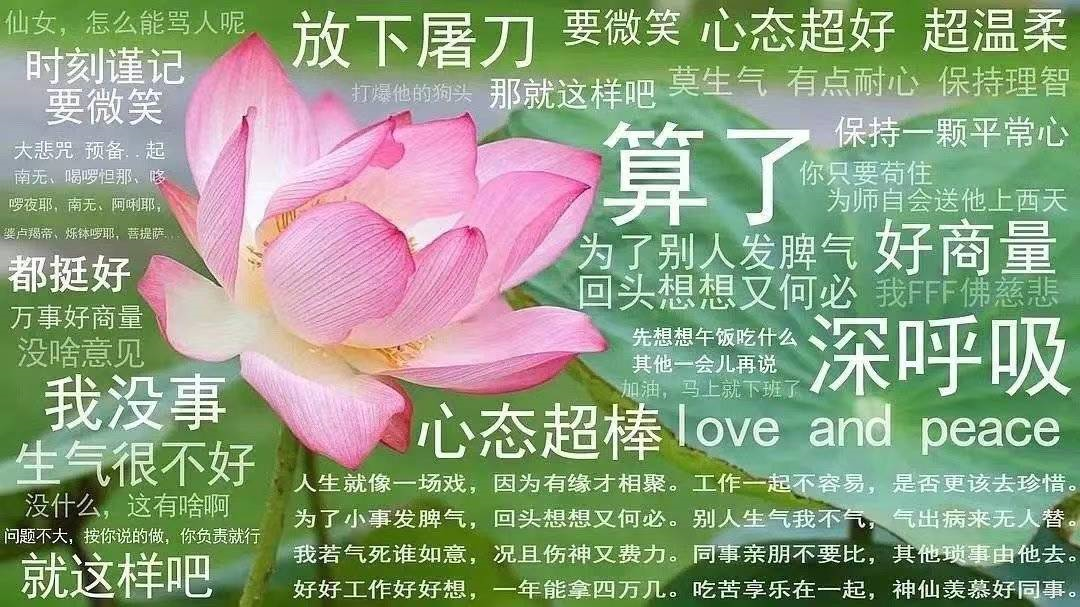 仙女，怎么能骂人呢
时刻谨记
要微笑
大悲咒 预备..起
南无、喝啰怛那、哆
啰夜耶，南无、阿唎耶，
婆卢羯帝、烁钵啰耶，菩提萨...
都挺好
万事好商量
没啥意见
我没事
生气很不好
没什么，这有啥啊
问题不大，按你说的做，你负责就行
就这样吧
放下屠刀
要微笑
心态超好
超温柔
打爆他的狗头
那就这样吧
莫生气
有点耐心
保持理智
算了
保持一颗平常心
你只要苟住
为师自会送他上西天
为了别人发脾气
回头想想又何必
好商量
我FFF佛慈悲
先想想午饭吃什么
其他一会儿再说
加油，马上就下班了
深呼吸
心态超棒
love and peace
人生就像一场戏，因为有缘才相聚。工作一起不容易，是否更该去珍惜。
为了小事发脾气，回头想想又何必。别人生气我不气，气出病来无人替。
我若气死谁如意，况且伤神又费力。同事亲朋不要比，其他琐事由他去。
好好工作好好想，一年能拿四万几。吃苦享乐在一起，神仙羡慕好同事。